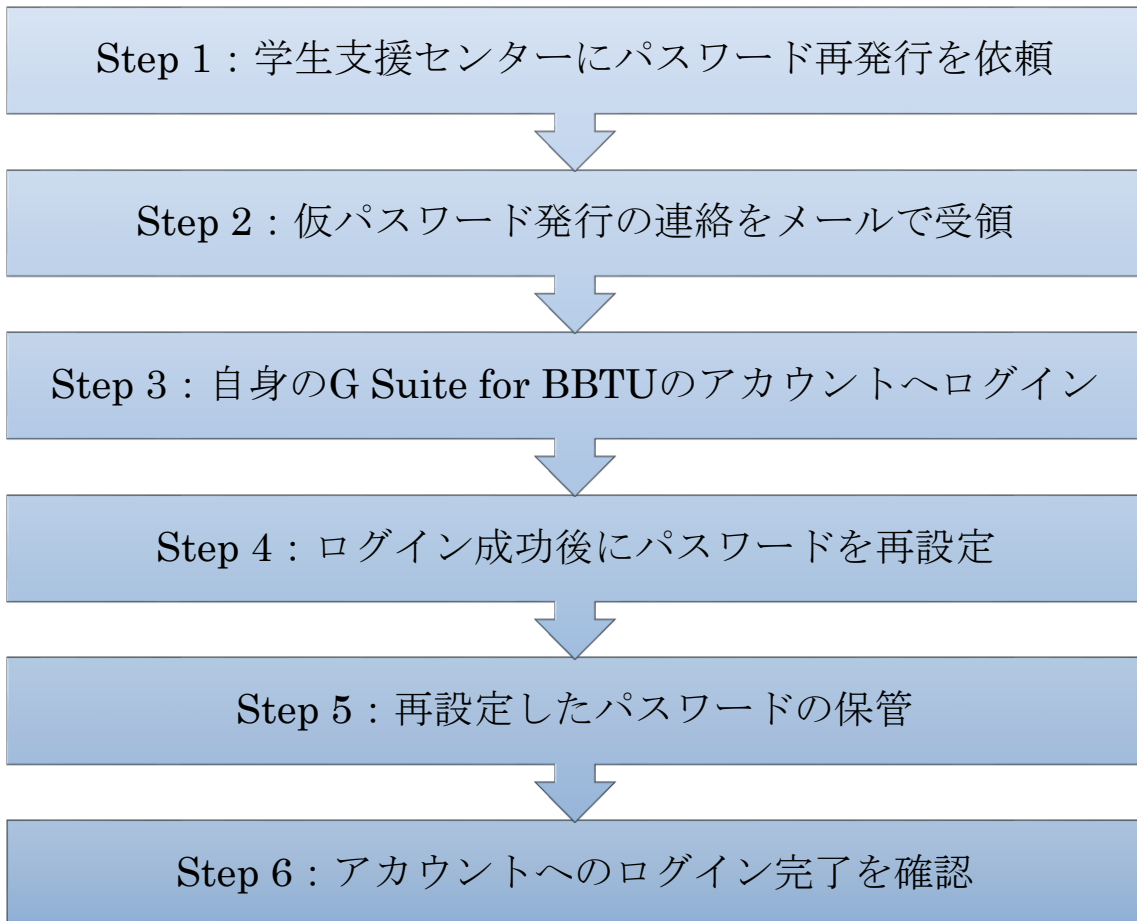 Step 1：学生支援センターにパスワード再発行を依頼
Step 2：仮パスワード発行の連絡をメールで受領
Step 3：自身のG Suite for BBTUのアカウントへログイン
Step 4：ログイン成功後にパスワードを再設定
Step 5：再設定したパスワードの保管
Step 6：アカウントへのログイン完了を確認